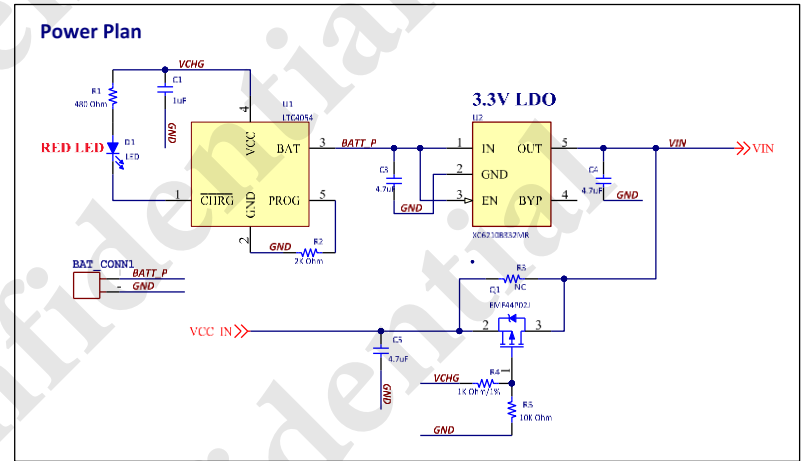 Power Plan
VCHG
R1
480 Ohm
C1
1uF
GND
D1
LED
RED LED
U1
LTC4054
4
VCC
BAT
3
1
CHRG
GND
PROG
5
2
GND
R2
2K Ohm
BATT_P
3.3V LDO
U2
1
IN
OUT
5
2
GND
3
EN
BYP
4
XC6210B332MR
C3
4.7uF
GND
C4
4.7uF
GND
VIN
VIN
BAT_CONN1
BATT_P
GND
VCC_IN
C5
4.7uF
GND
NC
Q1
EMF44P02J
2
3
1
VCHG
R4
1K Ohm/1%
R5
10K Ohm
GND
Confidential